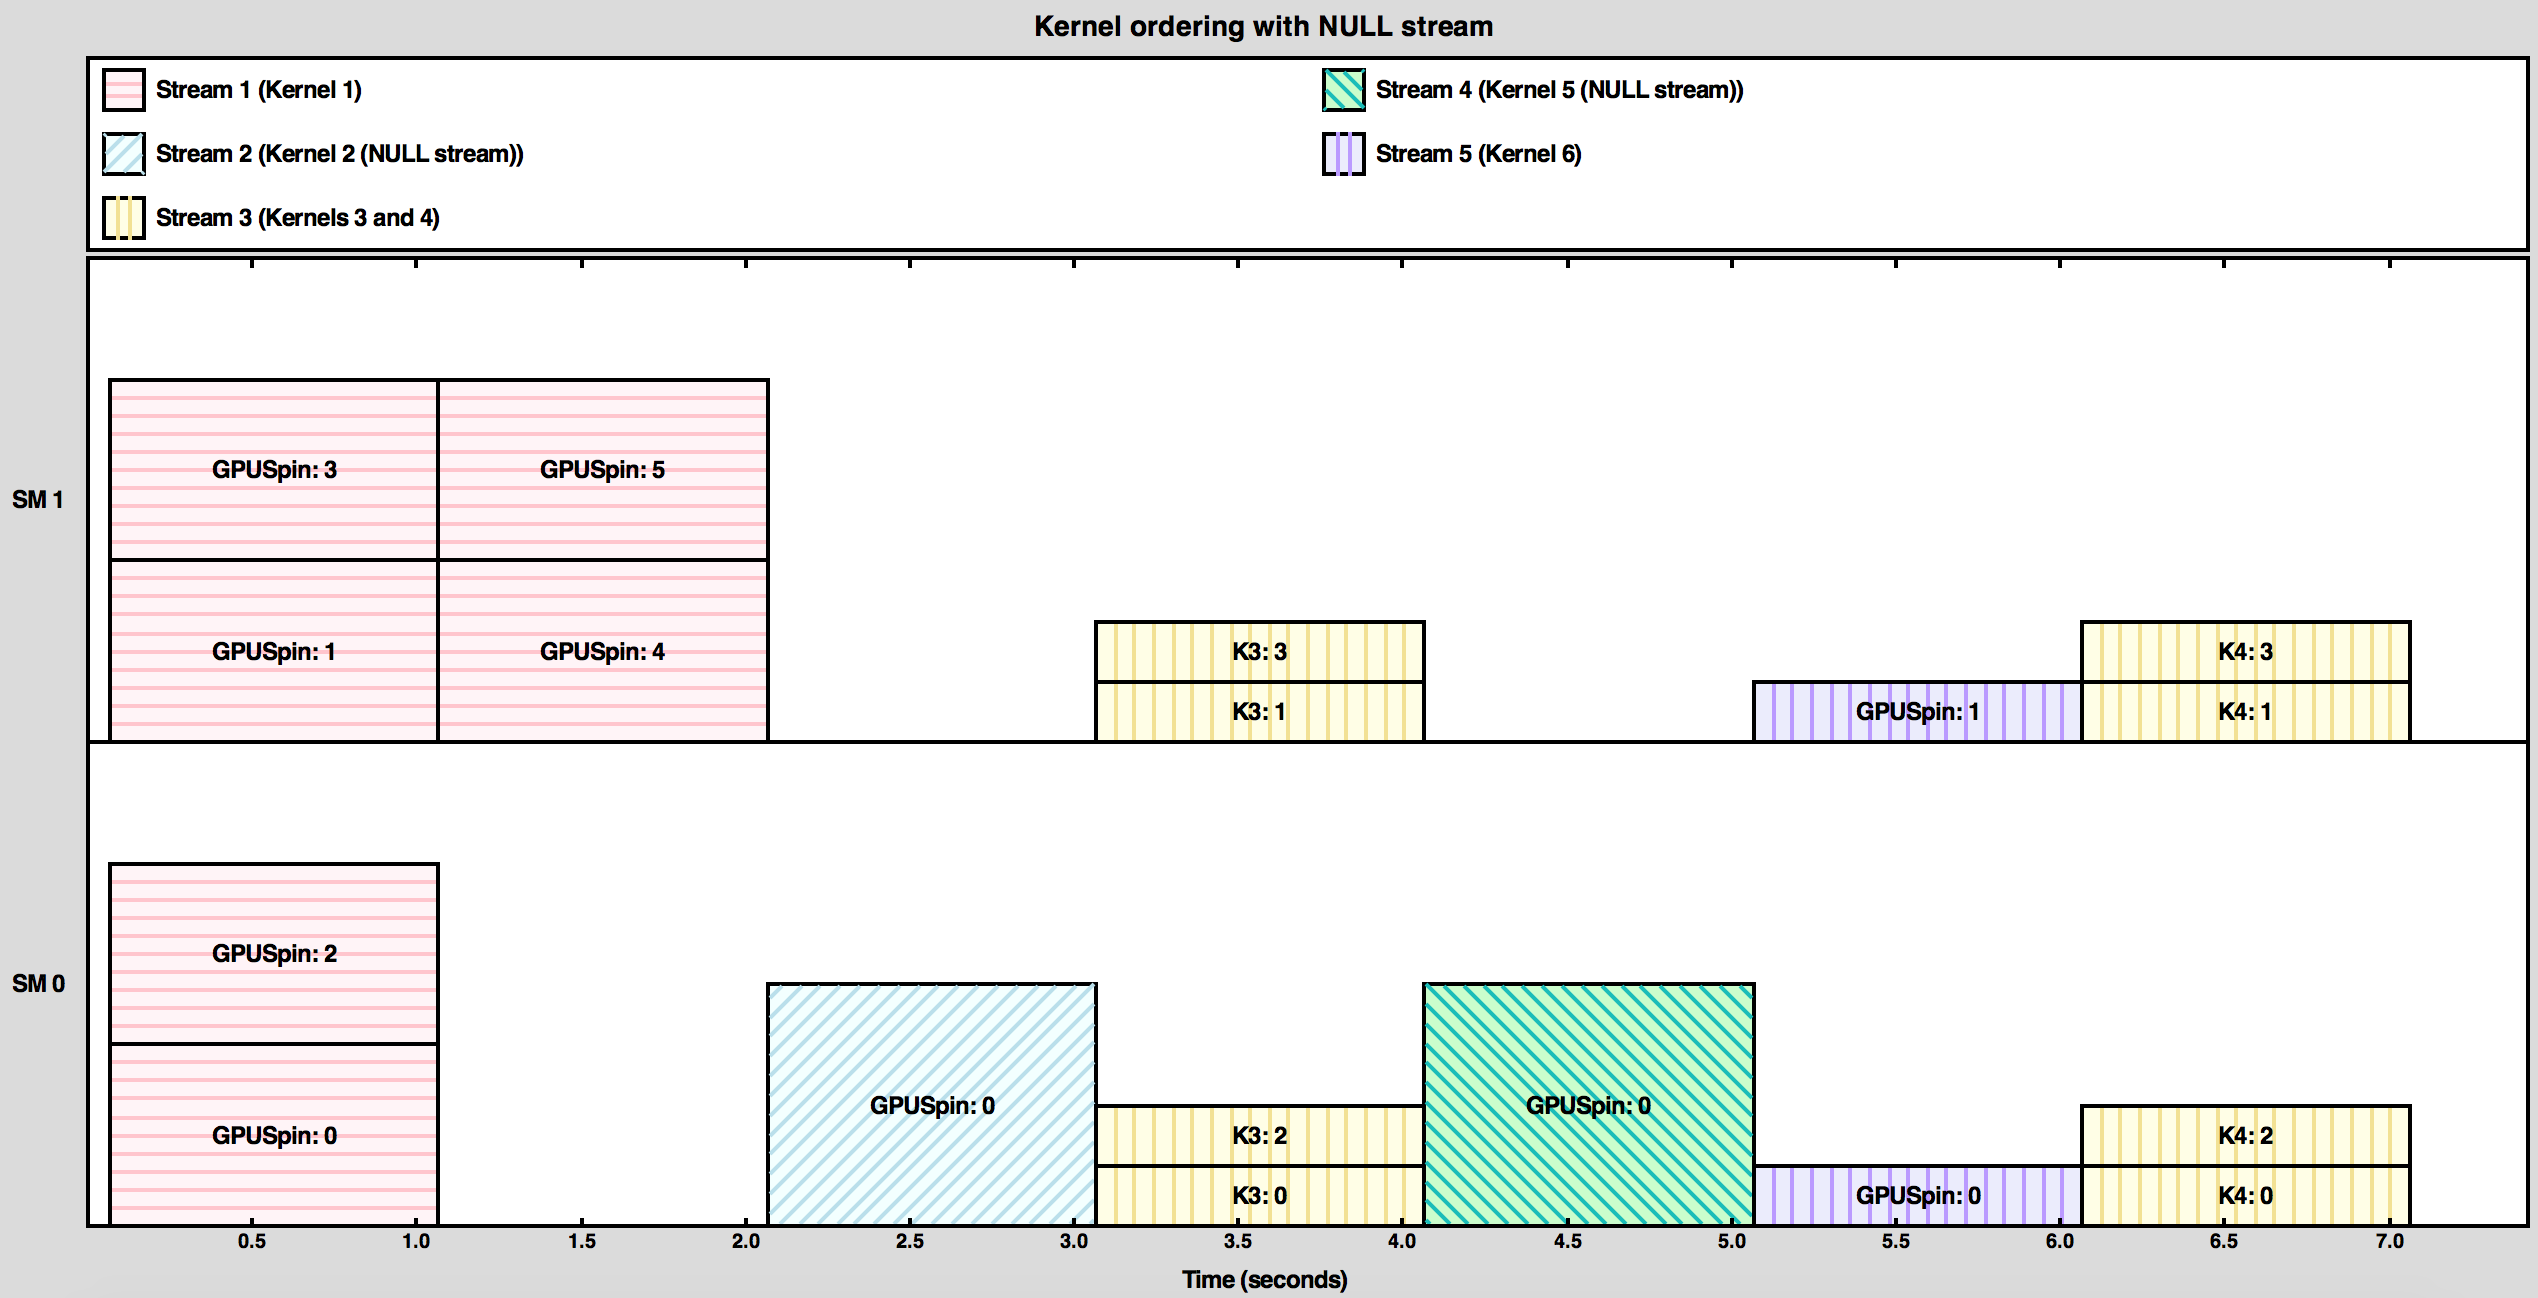 Kernel ordering with NULL stream
Stream 1 (Kernel 1)
Stream 2 (Kernel 2 (NULL stream))
Stream 3 (Kernels 3 and 4)
Stream 4 (Kernel 5 (NULL stream))
Stream 5 (Kernel 6)
SM 1
GPUSpin: 3
GPUSpin: 5
GPUSpin: 1
GPUSpin: 4
K3: 3
K3: 1
GPUSpin: 1
K4: 3
K4: 1
SM 0
GPUSpin: 2
GPUSpin: 0
GPUSpin: 0
K3: 2
K3: 0
GPUSpin: 0
GPUSpin: 0
K4: 2
K4: 0
0.5 1.0 1.5 2.0 2.5 3.0 3.5 4.0 4.5 5.0 5.5 6.0 6.5 7.0
Time (seconds)